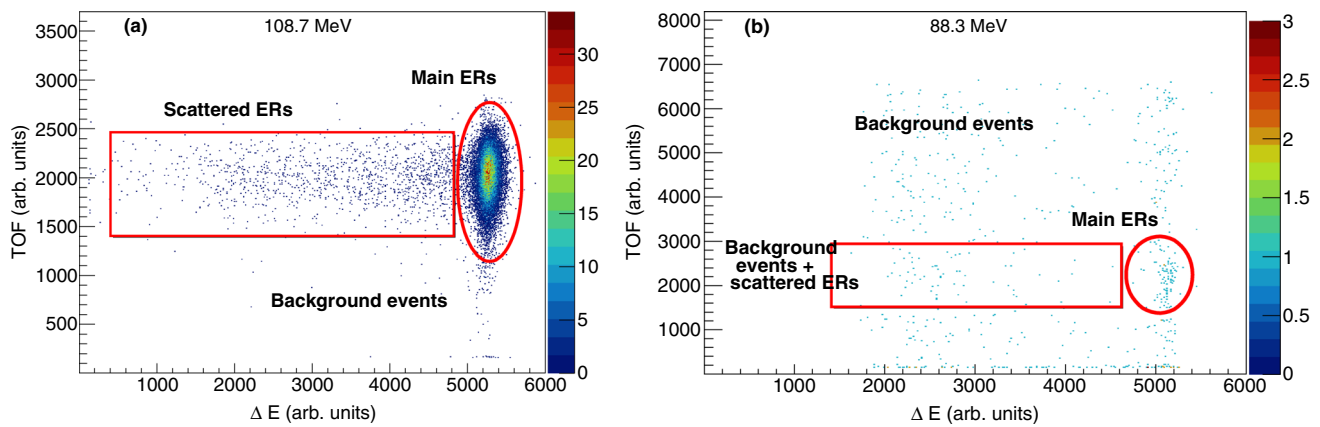 (a)
108.7 MeV
Main ERs
Scattered ERs
Background events
TOF (arb. units)
3500
3000
2500
2000
1500
1000
500
1000
2000
3000
4000
5000
6000
Δ E (arb. units)
30
25
20
15
10
5
0
(b)
88.3 MeV
Background events
Main ERs
Background
events +
scattered ERs
TOF (arb. units)
8000
7000
6000
5000
4000
3000
2000
1000
1000
2000
3000
4000
5000
6000
Δ E (arb. units)
3
2.5
2
1.5
1
0.5
0